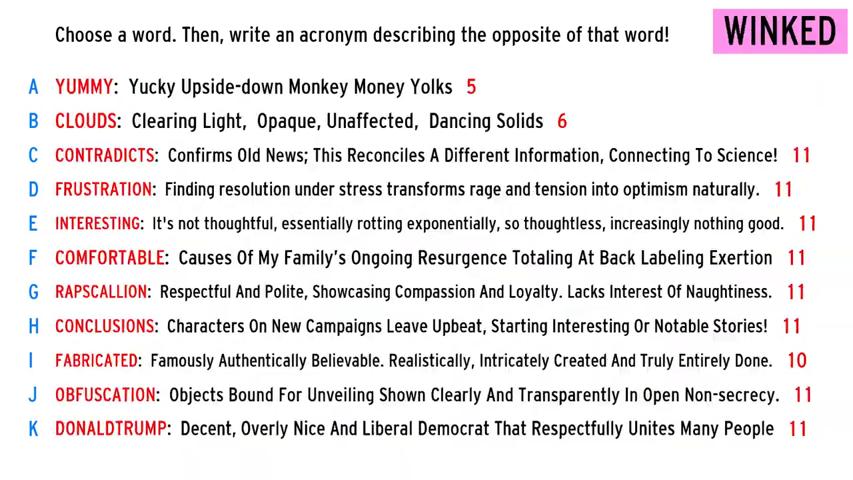 Choose a word. Then, write an acronym describing the opposite of that word!
WINKED
A YUMMY: Yucky Upside-down Monkey Money Yolks 5
B CLOUDS: Clearing Light, Opaque, Unaffected, Dancing Solids 6
C CONTRADICTS: Confirms Old News; This Reconciles A Different Information, Connecting To Science! 11
D FRUSTRATION: Finding resolution under stress transforms rage and tension into optimism naturally. 11
E INTERESTING: It's not thoughtful, essentially rotting exponentially, so thoughtless, increasingly nothing good. 11
F COMFORTABLE: Causes Of My Family's Ongoing Resurgence Totaling At Back Labeling Exertion 11
G RAPSCALLION: Respectful And Polite, Showcasing Compassion And Loyalty. Lacks Interest Of Naughtiness. 11
H CONCLUSIONS: Characters On New Campaigns Leave Upbeat, Starting Interesting Or Notable Stories! 11
I FABRICATED: Famously Authentically Believable. Realistically, Intricately Created And Truly Entirely Done. 10
J OBFUSCATION: Objects Bound For Unveiling Shown Clearly And Transparently In Open Non-secrecy. 11
K DONALDTRUMP: Decent, Overly Nice And Liberal Democrat That Respectfully Unites Many People 11